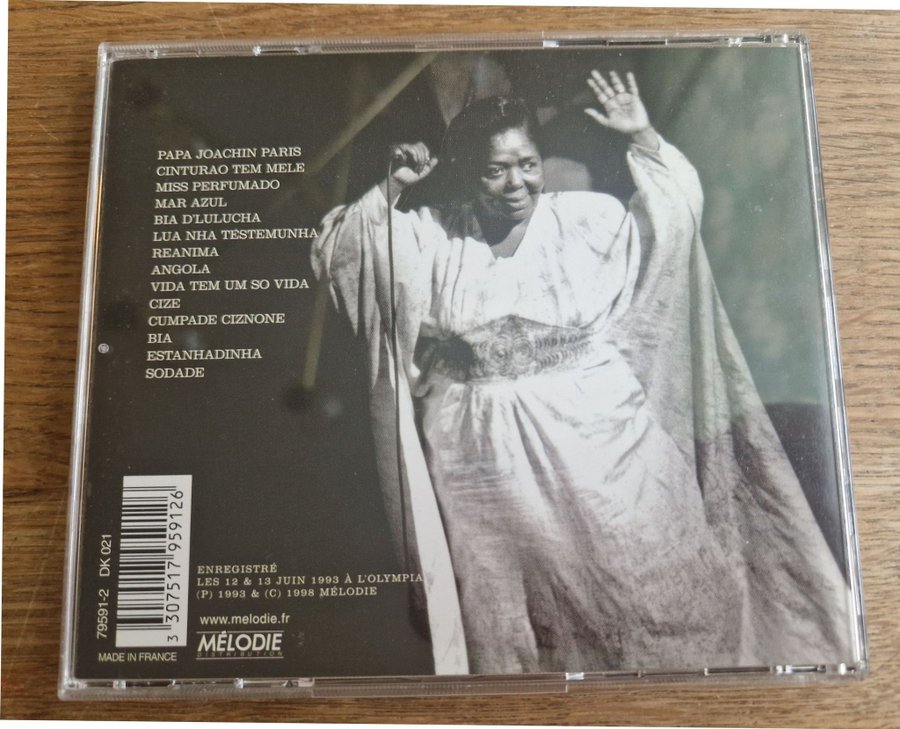 PAPA JOACHIN PARIS
CINTURAO TEM MELE
MISS PERFUMADO
MAR AZUL
BIA D'LULUCHA
LUA NHA TESTEMUNHA
REANIMA
ANGOLA
VIDA TEM UM SO VIDA
CIZE
CUMPADE CIZNONE
BIA
ESTANHADINHA
SODADE
79591-2 DK 021
3 307517 959126
MADE IN FRANCE
ENREGISTRÉ
LES 12 & 13 JUIN 1993 À L'OLYMPIA
(P) 1993 & (C) 1998 MÉLODIE
www.melodie.fr
MÉLODIE
DISTRIBUTION